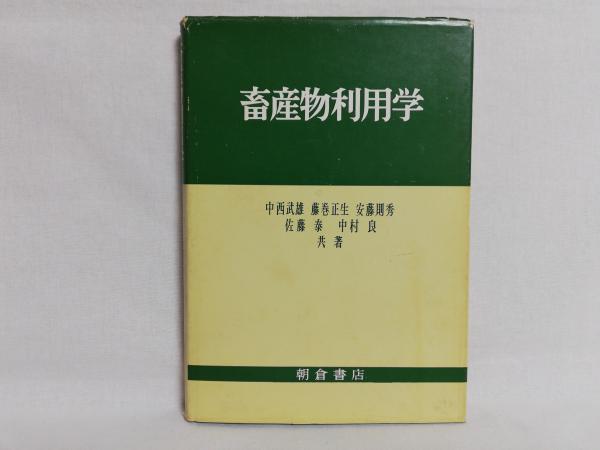 畜産物利用学
中西武雄 藤巻正生 安藤則秀
佐藤 泰 中村 良
共著
朝倉書店